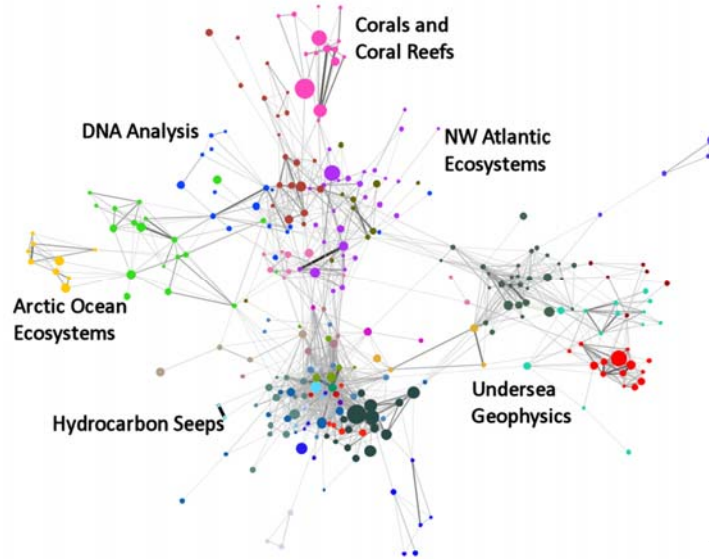 Corals and
Coral Reefs
DNA Analysis
NW Atlantic
Ecosystems
Arctic Ocean
Ecosystems
Undersea
Geophysics
Hydrocarbon Seeps